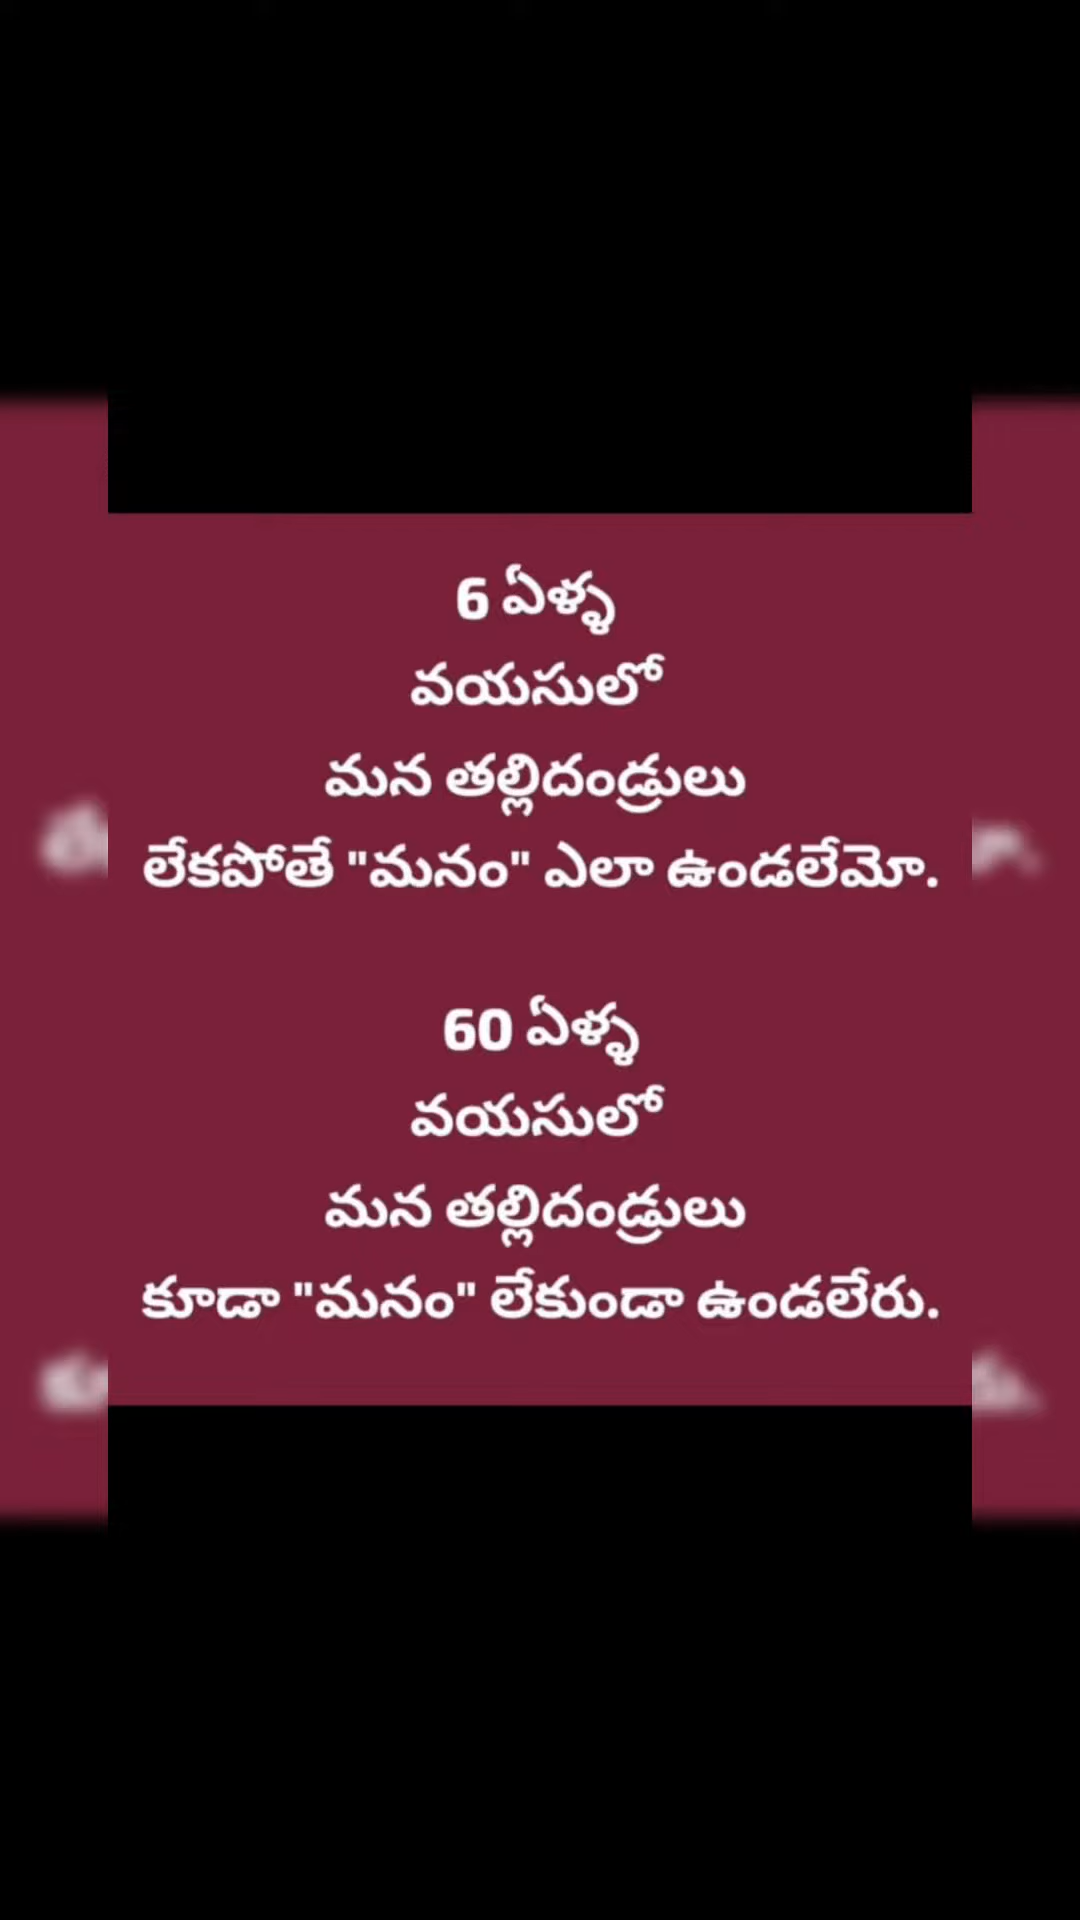 6 ఏళ్ళ
వయసులో
మన తల్లిదండ్రులు
లేకపోతే "మనం" ఎలా ఉండలేమో.
60 ఏళ్ళ
వయసులో
మన తల్లిదండ్రులు
కూడా "మనం" లేకుండా ఉండలేరు.